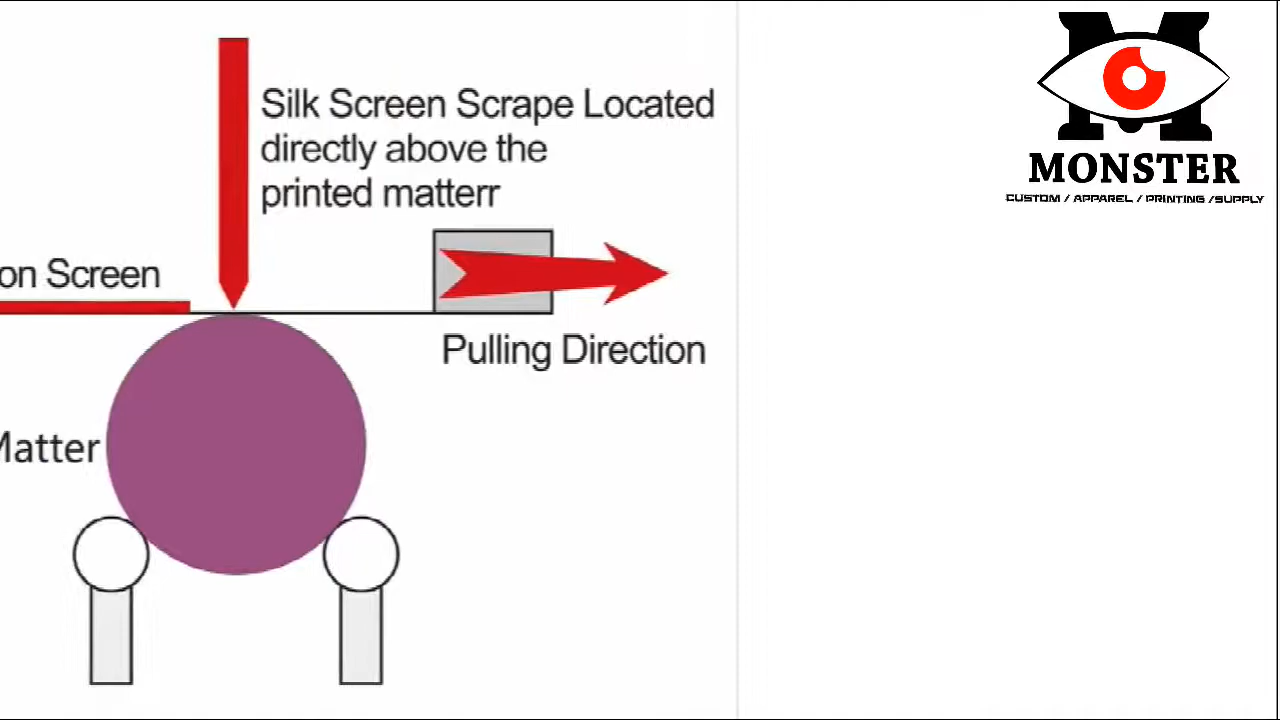 Silk Screen Scrape Located
directly above the
printed matterr
on Screen
Pulling Direction
Matter
M
MONSTER
CUSTOM / APPAREL / PRINTING /SUPPLY